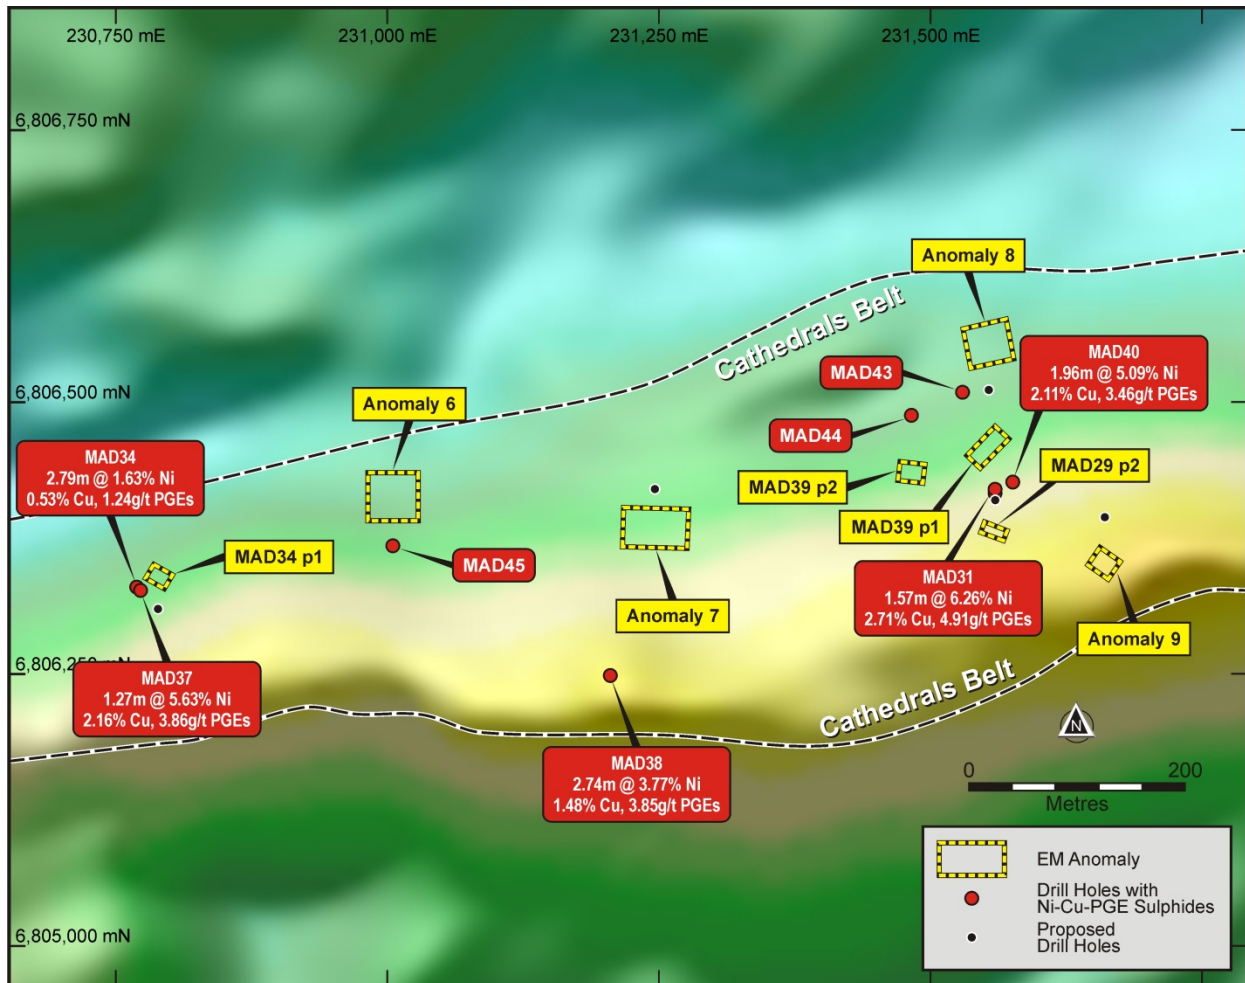 230,750 mE
231,000 mE
231,250 mE
231,500 mE
6,806,750 mN
Anomaly 8
Cathedrals Belt
MAD40
1.96m @ 5.09% Ni
2.11% Cu, 3.46g/t PGEs
MAD43
6,806,500 mN
Anomaly 6
MAD44
MAD34
2.79m @ 1.63% Ni
0.53% Cu, 1.24g/t PGEs
MAD39 p2
MAD29 p2
MAD39 p1
MAD34 p1
MAD45
MAD31
1.57m @ 6.26% Ni
2.71% Cu, 4.91g/t PGEs
Anomaly 7
Anomaly 9
6,806,250 mN
MAD37
1.27m @ 5.63% Ni
2.16% Cu, 3.86g/t PGEs
Cathedrals Belt
N
MAD38
2.74m @ 3.77% Ni
1.48% Cu, 3.85g/t PGEs
0 200
Metres
EM Anomaly
Drill Holes with
Ni-Cu-PGE Sulphides
Proposed
Drill Holes
6,805,000 mN